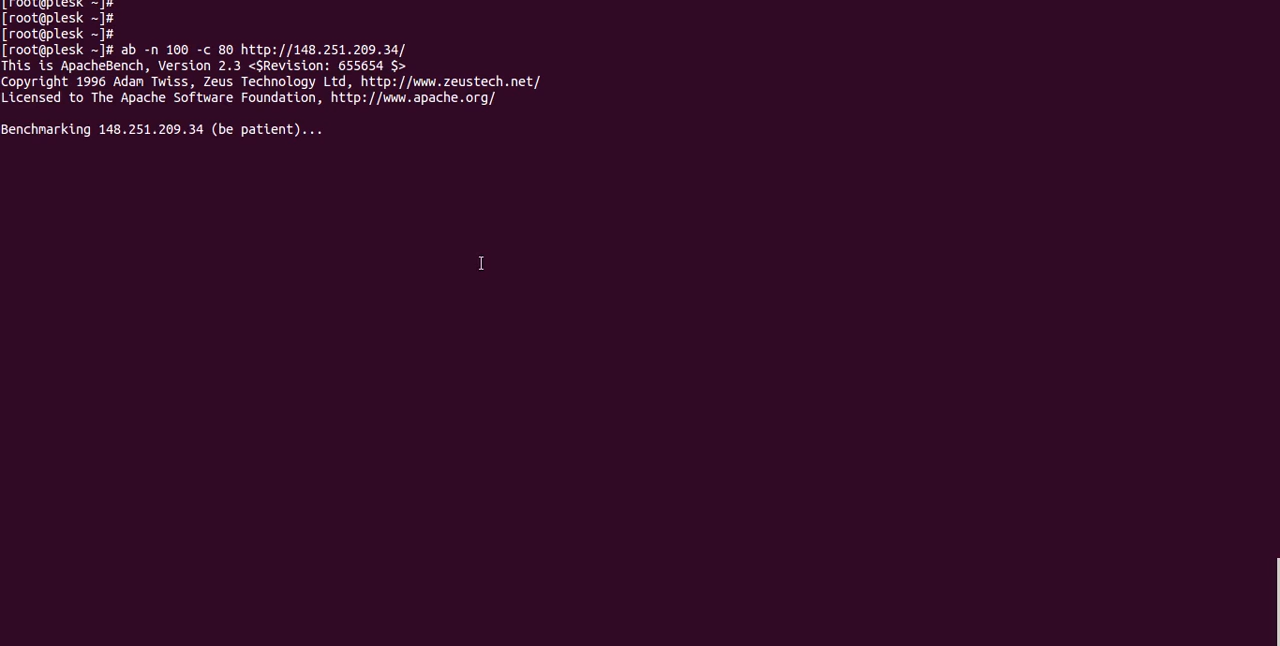 [root@plesk ~]#
[root@plesk ~]#
[root@plesk ~]#
[root@plesk ~]# ab -n 100 -c 80 http://148.251.209.34/
This is ApacheBench, Version 2.3 <$Revision: 655654 $>
Copyright 1996 Adam Twiss, Zeus Technology Ltd, http://www.zeustech.net/
Licensed to The Apache Software Foundation, http://www.apache.org/
Benchmarking 148.251.209.34 (be patient)...